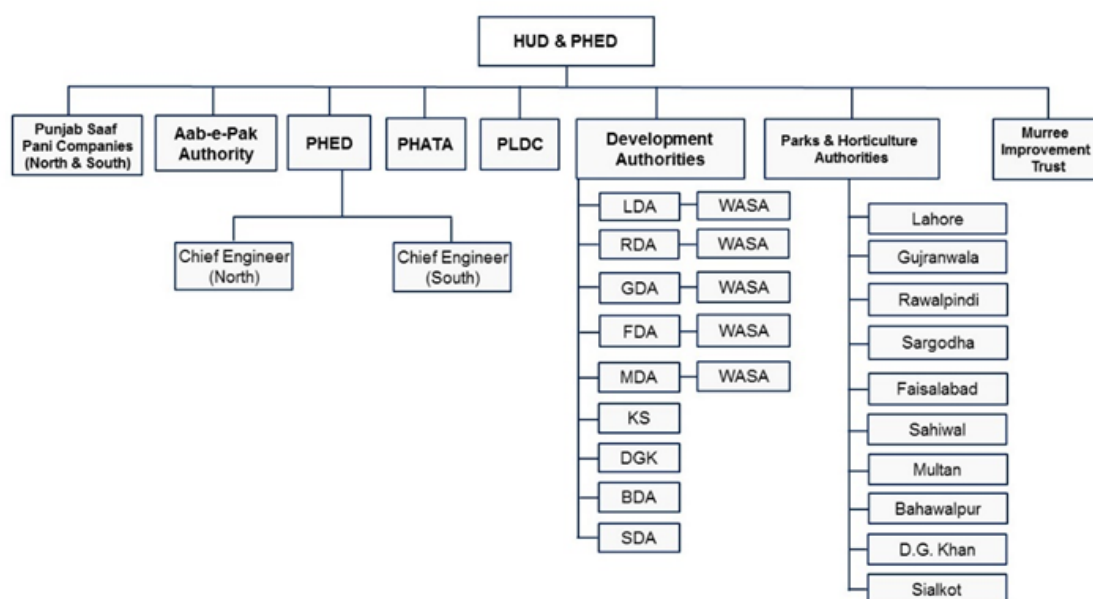 HUD & PHED
Punjab Saaf
Pani Companies
(North & South)
Aab-e-Pak
Authority
PHED
PHATA
PLDC
Development
Authorities
Parks & Horticulture
Authorities
Murree
Improvement
Trust
Chief Engineer
(North)
Chief Engineer
(South)
LDA
WASA
RDA
WASA
GDA
WASA
FDA
WASA
MDA
WASA
KS
DGK
BDA
SDA
Lahore
Gujranwala
Rawalpindi
Sargodha
Faisalabad
Sahiwal
Multan
Bahawalpur
D.G. Khan
Sialkot